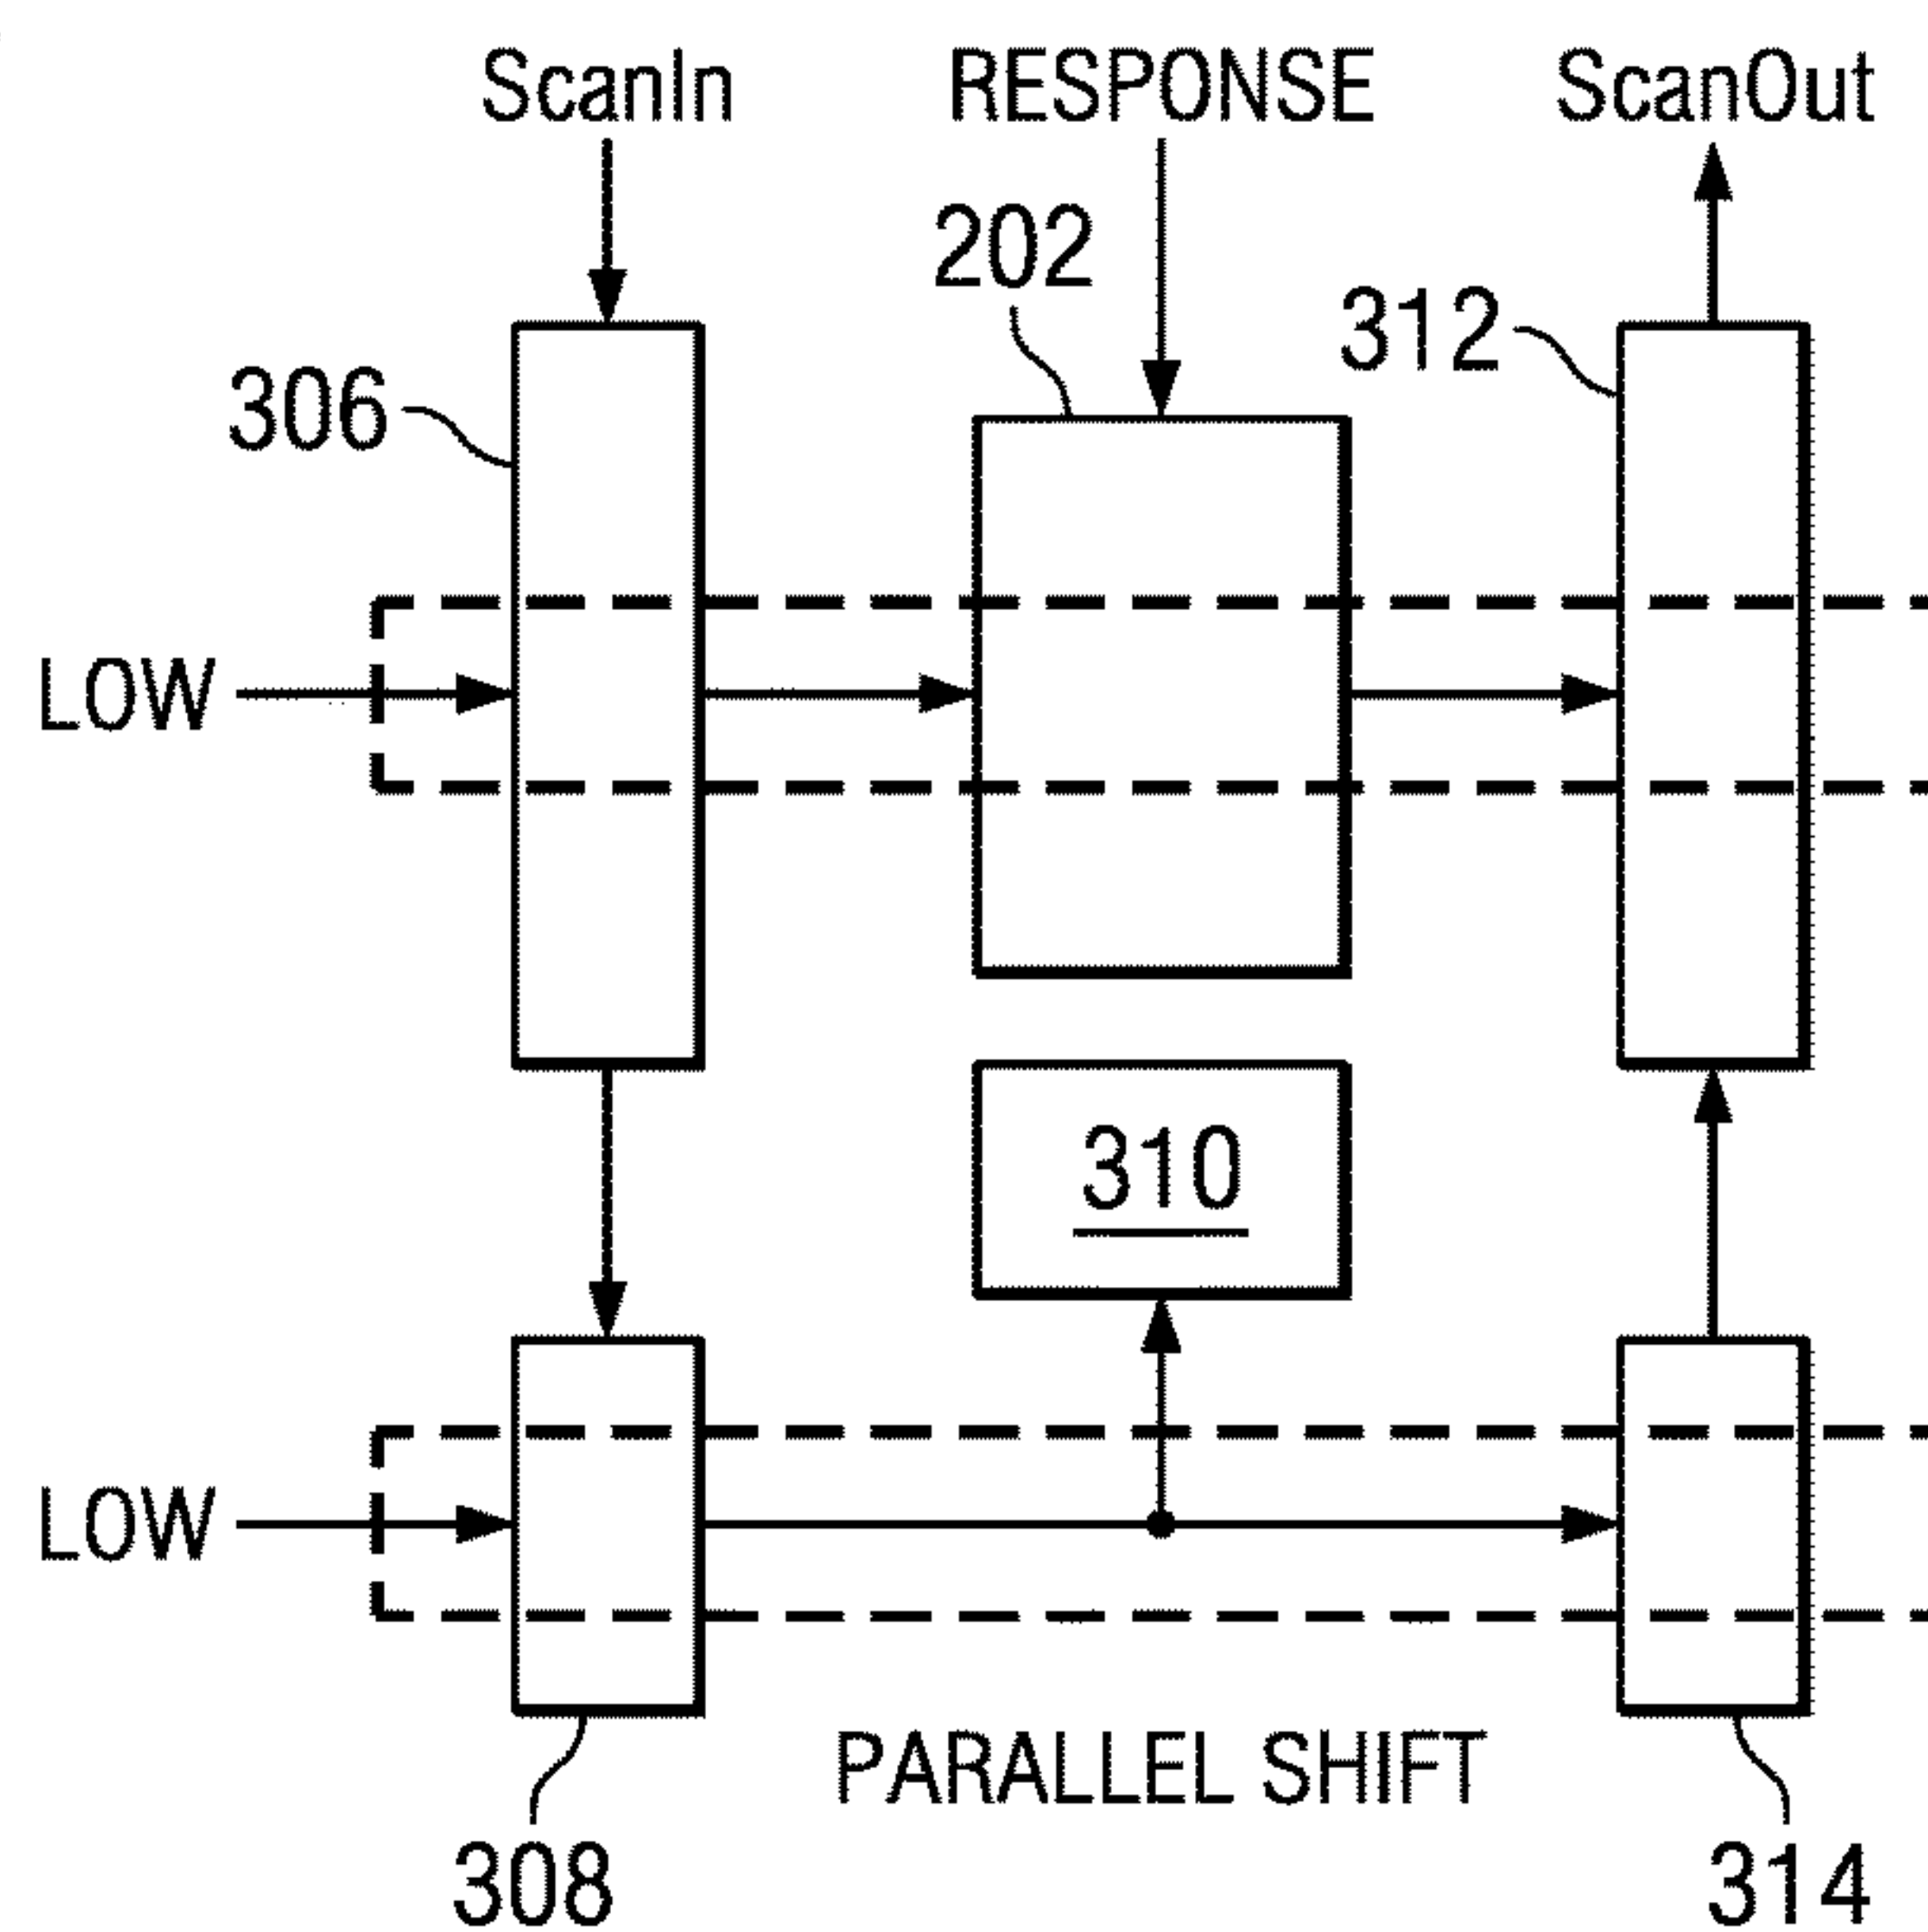 ScanIn RESPONSE ScanOut
202
312
306
LOW
310
LOW
PARALLEL SHIFT
308
314